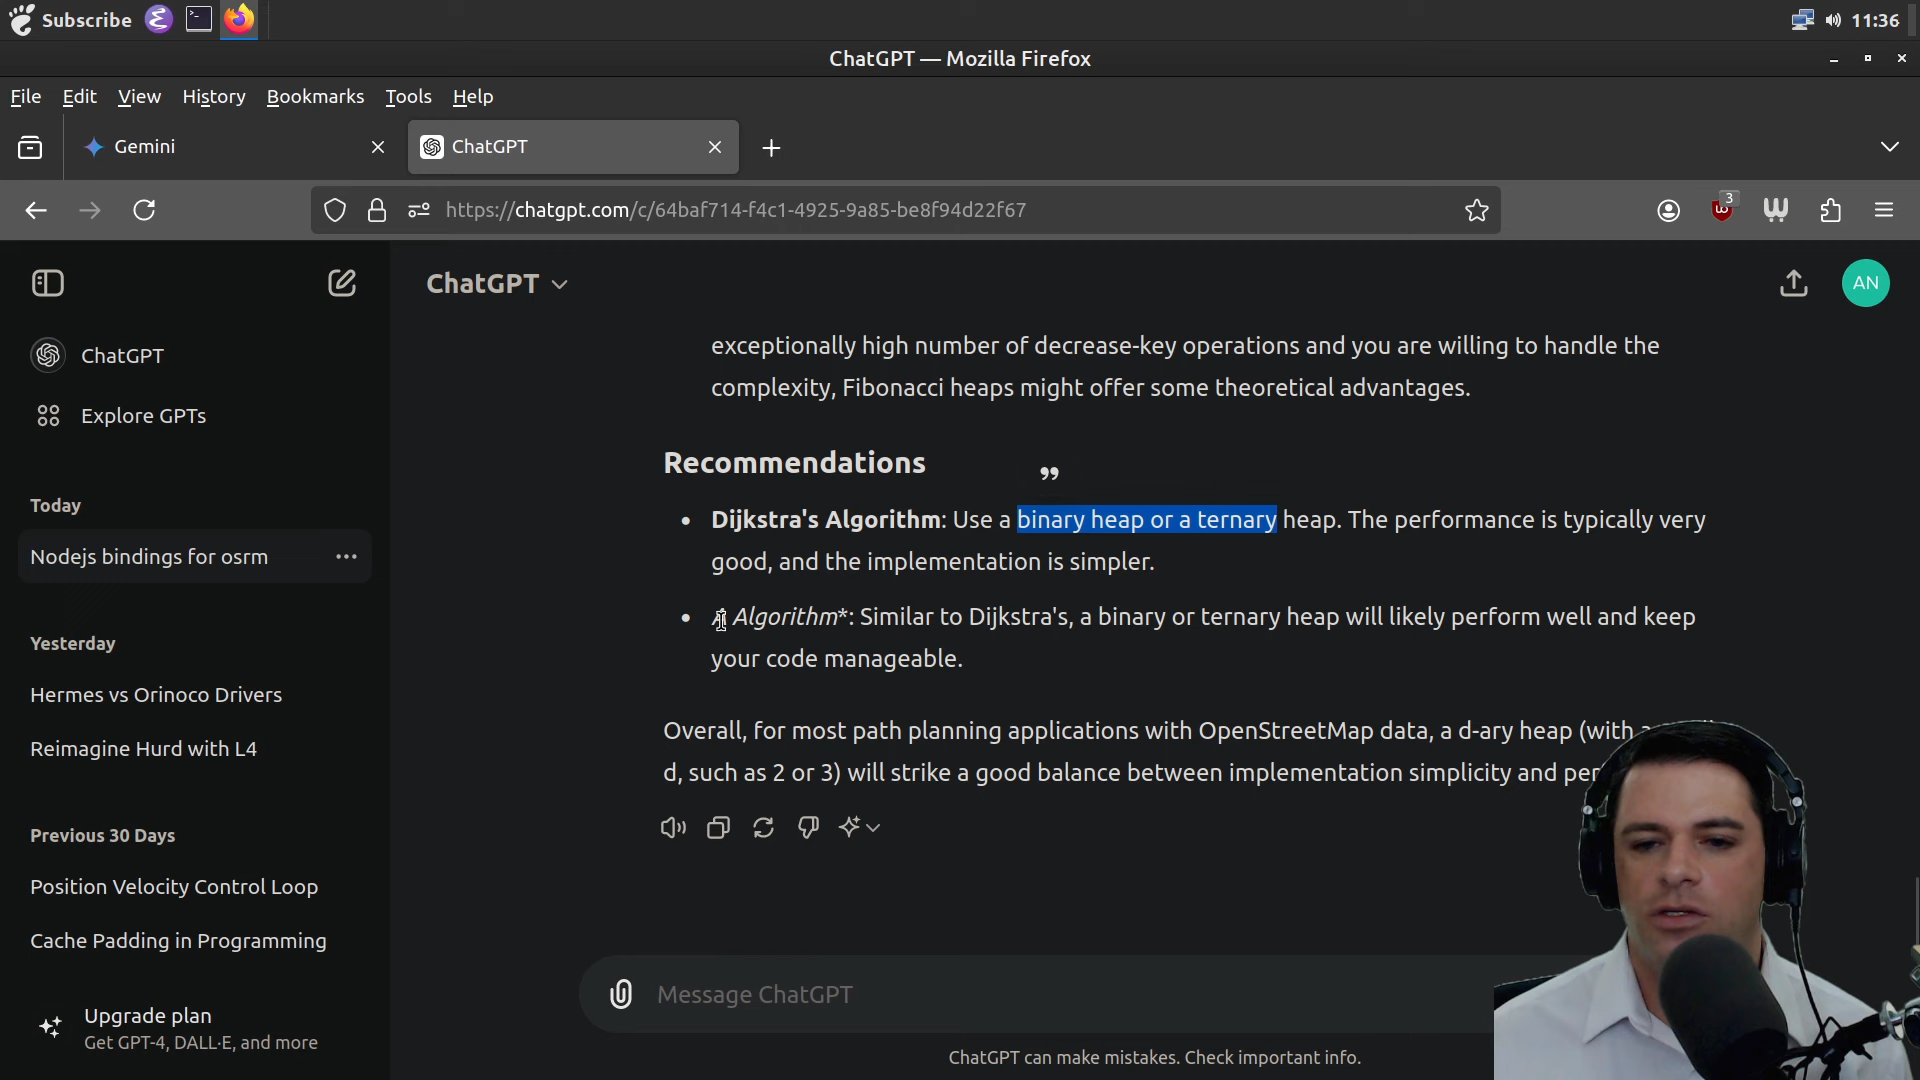 Subscribe
11:36
ChatGPT — Mozilla Firefox
File Edit View History Bookmarks Tools Help
Gemini
ChatGPT
https://chatgpt.com/c/64baf714-f4c1-4925-9a85-be8f94d22f67
3
ChatGPT
AN
ChatGPT
Explore GPTs
Today
Nodejs bindings for osrm
Yesterday
Hermes vs Orinoco Drivers
Reimagine Hurd with L4
Previous 30 Days
Position Velocity Control Loop
Cache Padding in Programming
Upgrade plan
Get GPT-4, DALL·E, and more
exceptionally high number of decrease-key operations and you are willing to handle the
complexity, Fibonacci heaps might offer some theoretical advantages.
Recommendations
• Dijkstra's Algorithm: Use a binary heap or a ternary heap. The performance is typically very
good, and the implementation is simpler.
• A Algorithm*: Similar to Dijkstra's, a binary or ternary heap will likely perform well and keep
your code manageable.
Overall, for most path planning applications with OpenStreetMap data, a d-ary heap (with a
d, such as 2 or 3) will strike a good balance between implementation simplicity and
Message ChatGPT
ChatGPT can make mistakes. Check important info.